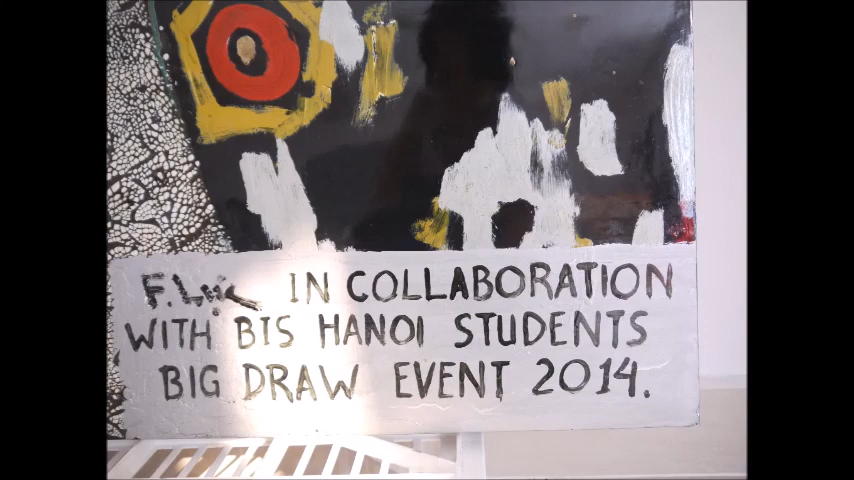 F. IN COLLABORATION
WITH BIS HANOI STUDENTS
BIG DRAW EVENT 2014.